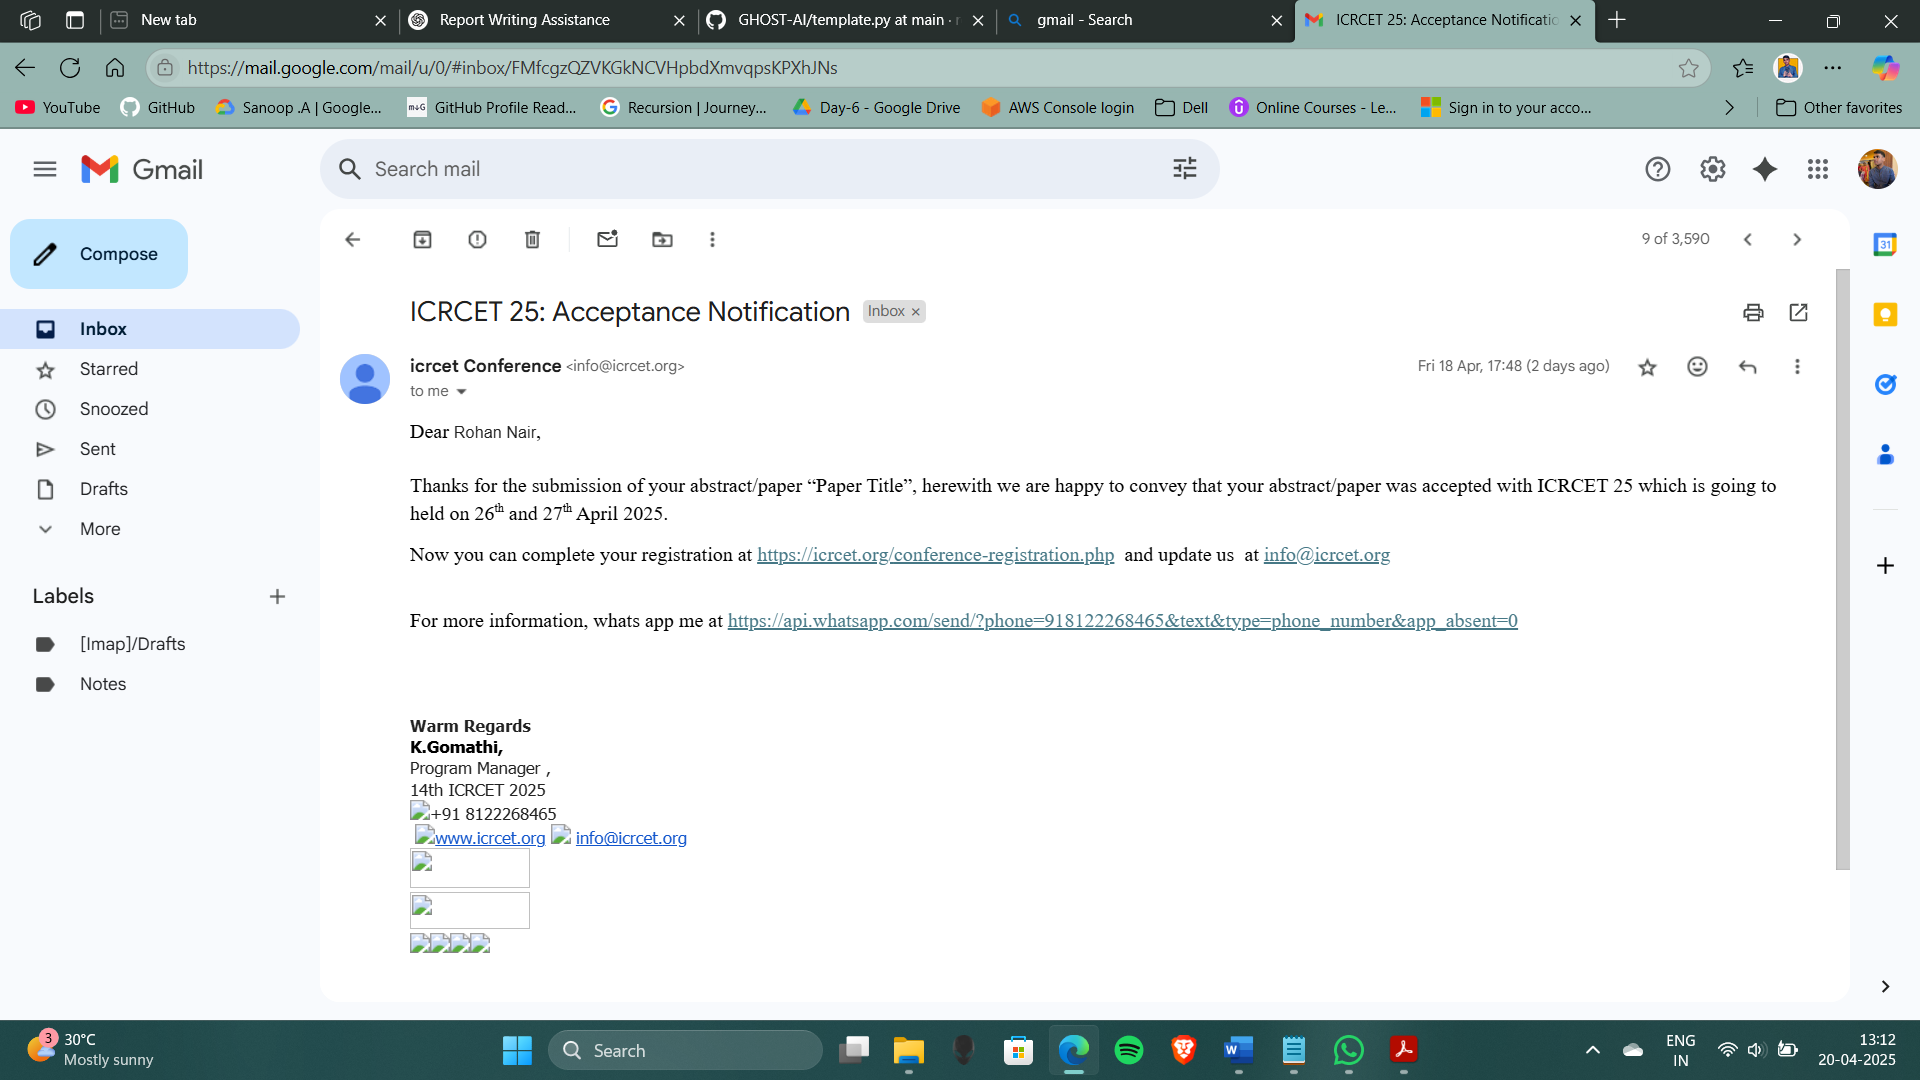 New tab
Report Writing Assistance
GHOST-AI/template.py at main ·
gmail - Search
ICRCET 25: Acceptance Notificatio
https://mail.google.com/mail/u/0/#inbox/FMfcgzQZVKGkNCVHpbdXmvqpsKPXhJNs
YouTube
GitHub
Sanoop .A | Google...
GitHub Profile Read...
Recursion | Journey...
Day-6 - Google Drive
AWS Console login
Dell
Online Courses - Le...
Sign in to your acco...
Other favorites
Gmail
Search mail
Compose
9 of 3,590
Inbox
Starred
Snoozed
Sent
Drafts
More
Labels
[Imap]/Drafts
Notes
ICRCET 25: Acceptance Notification
Inbox ×
icrcet Conference <info@icrcet.org>
Fri 18 Apr, 17:48 (2 days ago)
to me
Dear Rohan Nair,
Thanks for the submission of your abstract/paper “Paper Title”, herewith we are happy to convey that your abstract/paper was accepted with ICRCET 25 which is going to
held on 26th and 27th April 2025.
Now you can complete your registration at https://icrcet.org/conference-registration.php and update us at info@icrcet.org
For more information, whats app me at https://api.whatsapp.com/send/?phone=918122268465&text&type=phone_number&app_absent=0
Warm Regards
K.Gomathi,
Program Manager ,
14th ICRCET 2025
+91 8122268465
www.icrcet.org info@icrcet.org
31
3
30°C
Mostly sunny
Search
ENG
IN
13:12
20-04-2025